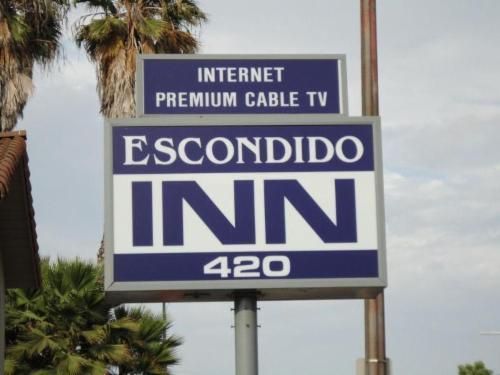 INTERNET
PREMIUM CABLE TV
ESCONDIDO
INN
420